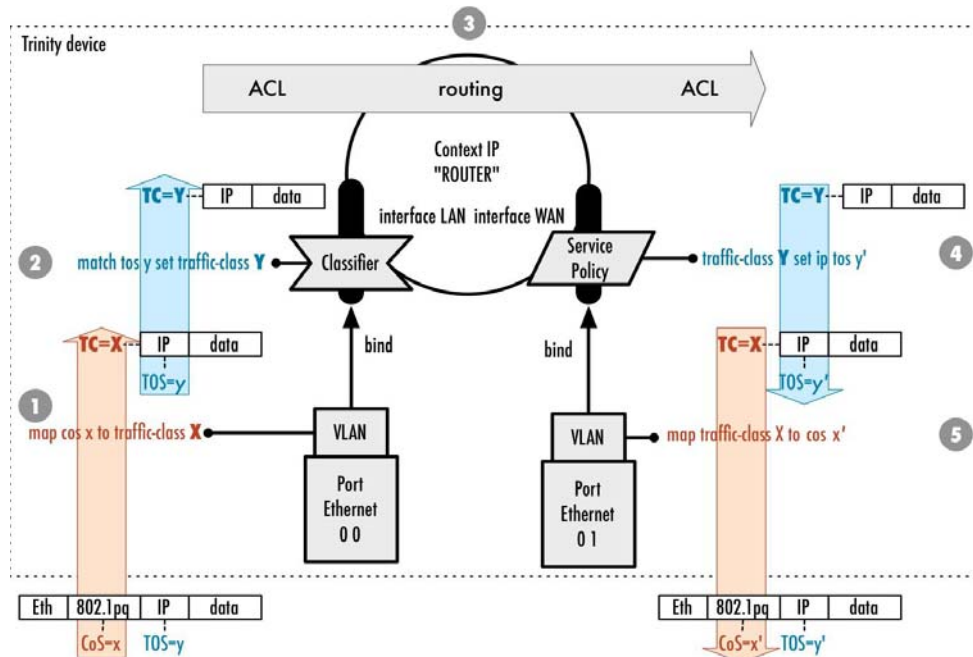 3
Trinity device
ACL routing ACL
Context IP
"ROUTER"
TC=Y IP data
TC=Y IP data
interface LAN interface WAN
2
match tos y set traffic-class Y
Classifier
Service
Policy
traffic-class Y set ip tos y'
4
TC=X IP data
bind
bind
TC=X IP data
TOS=y
TOS=y'
1
map cos x to traffic-class X
VLAN
VLAN
map traffic-class X to cos x'
5
Port
Ethernet
0 0
Port
Ethernet
0 1
Eth 802.1pq IP data
Eth 802.1pq IP data
CoS=x TOS=y
CoS=x' TOS=y'